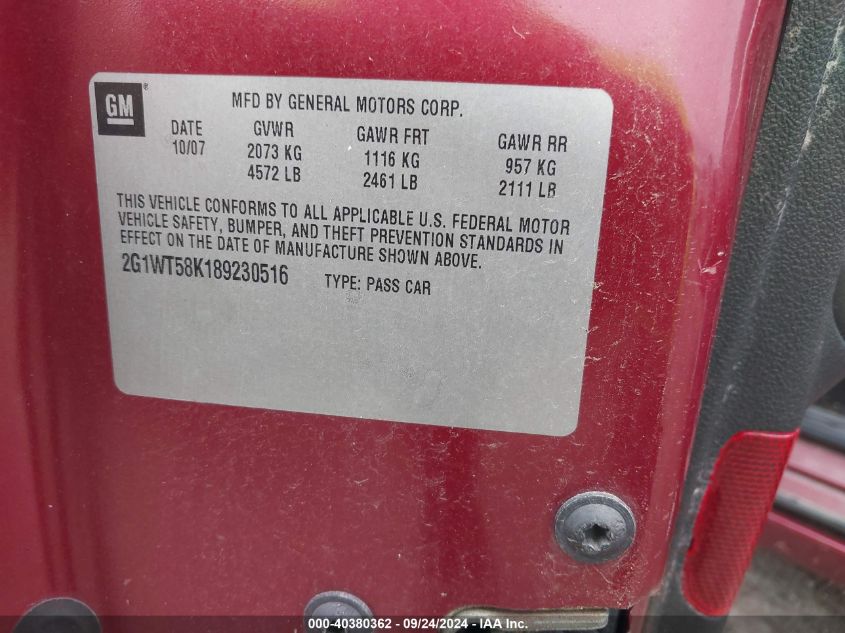 GM
®
MFD BY GENERAL MOTORS CORP.
DATE GVWR GAWR FRT GAWR RR
10/07 2073 KG 1116 KG 957 KG
4572 LB 2461 LB 2111 LB
THIS VEHICLE CONFORMS TO ALL APPLICABLE U.S. FEDERAL MOTOR
VEHICLE SAFETY, BUMPER, AND THEFT PREVENTION STANDARDS IN
EFFECT ON THE DATE OF MANUFACTURE SHOWN ABOVE.
2G1WT58K189230516 TYPE: PASS CAR
000-40380362 - 09/24/2024 - IAA Inc.